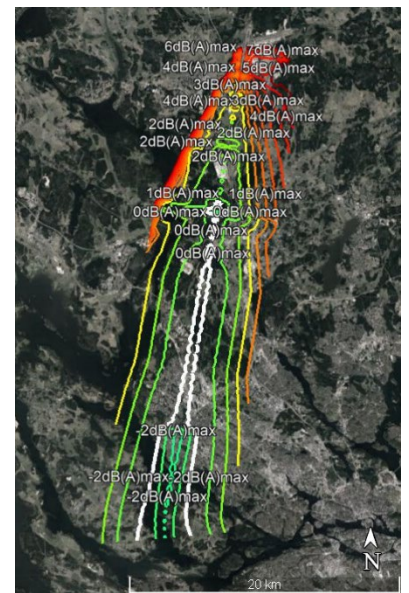 6dB(A)max
7dB(A)max
4dB(A)max
5dB(A)max
3dB(A)max
4dB(A)max
3dB(A)max
4dB(A)max
2dB(A)max
2dB(A)max
2dB(A)max
2dB(A)max
1dB(A)max
1dB(A)max
0dB(A)max
0dB(A)max
0dB(A)max
0dB(A)max
-2dB(A)max
-2dB(A)max
-2dB(A)max
-2dB(A)max
N
20 km